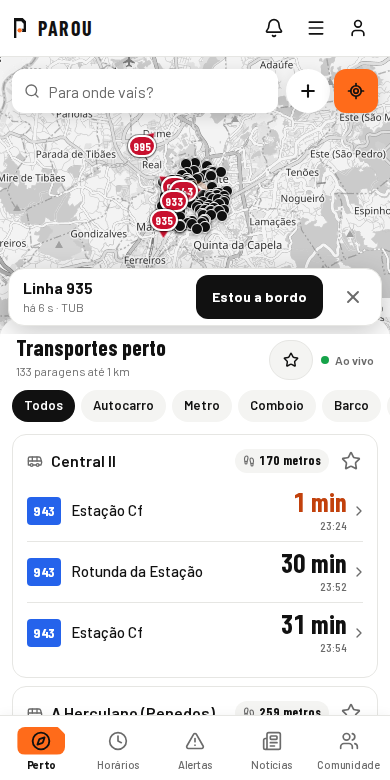 PAROU
Adaúfe
Para onde vais?
Dume
995
Real
Parada de Tibães
Este (São Pedro)
Mire de Tibães
Tenões
Nogueiró
933
935
Gondizalves
Lamaçães
Quinta da Capela
Ferreiros
Linha 935
há 6 s · TUB
Estou a bordo
Transportes perto
133 paragens até 1 km
Ao vivo
Todos
Autocarro
Metro
Comboio
Barco
Central II
170 metros
943
Estação Cf
1 min
23:24
943
Rotunda da Estação
30 min
23:52
943
Estação Cf
31 min
23:54
A Herculano (Penedos)
259 metros
Perto
Horários
Alertas
Notícias
Comunidade